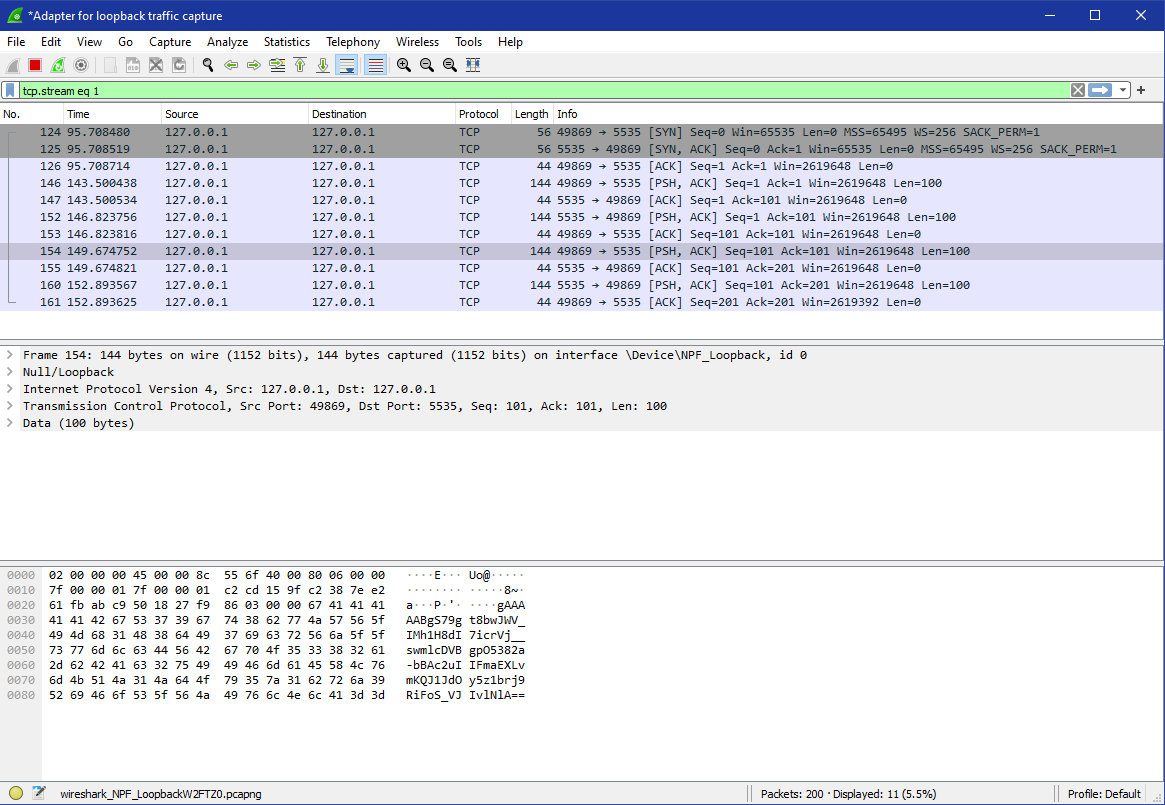 *Adapter for loopback traffic capture
File Edit View Go Capture Analyze Statistics Telephony Wireless Tools Help
tcp.stream eq 1
No. Time Source Destination Protocol Length Info
124 95.708480 127.0.0.1 127.0.0.1 TCP 56 49869 → 5535 [SYN] Seq=0 Win=65535 Len=0 MSS=65495 WS=256 SACK_PERM=1
125 95.708519 127.0.0.1 127.0.0.1 TCP 56 5535 → 49869 [SYN, ACK] Seq=0 Ack=1 Win=65535 Len=0 MSS=65495 WS=256 SACK_PERM=1
126 95.708714 127.0.0.1 127.0.0.1 TCP 44 49869 → 5535 [ACK] Seq=1 Ack=1 Win=2619648 Len=0
146 143.500438 127.0.0.1 127.0.0.1 TCP 144 49869 → 5535 [PSH, ACK] Seq=1 Ack=1 Win=2619648 Len=100
147 143.500534 127.0.0.1 127.0.0.1 TCP 44 5535 → 49869 [ACK] Seq=1 Ack=101 Win=2619648 Len=0
152 146.823756 127.0.0.1 127.0.0.1 TCP 144 5535 → 49869 [PSH, ACK] Seq=1 Ack=101 Win=2619648 Len=100
153 146.823816 127.0.0.1 127.0.0.1 TCP 44 49869 → 5535 [ACK] Seq=101 Ack=101 Win=2619648 Len=0
154 149.674752 127.0.0.1 127.0.0.1 TCP 144 49869 → 5535 [PSH, ACK] Seq=101 Ack=101 Win=2619648 Len=100
155 149.674821 127.0.0.1 127.0.0.1 TCP 44 5535 → 49869 [ACK] Seq=101 Ack=201 Win=2619648 Len=0
160 152.893567 127.0.0.1 127.0.0.1 TCP 144 5535 → 49869 [PSH, ACK] Seq=101 Ack=201 Win=2619648 Len=100
161 152.893625 127.0.0.1 127.0.0.1 TCP 44 49869 → 5535 [ACK] Seq=201 Ack=201 Win=2619392 Len=0
Frame 154: 144 bytes on wire (1152 bits), 144 bytes captured (1152 bits) on interface \Device\NPF_Loopback, id 0
Null/Loopback
Internet Protocol Version 4, Src: 127.0.0.1, Dst: 127.0.0.1
Transmission Control Protocol, Src Port: 49869, Dst Port: 5535, Seq: 101, Ack: 101, Len: 100
Data (100 bytes)
0000 02 00 00 00 45 00 00 8c 55 6f 40 00 80 06 00 00 ····E··· Uo@·····
0010 7f 00 00 01 7f 00 00 01 c2 cd 15 9f c2 38 7e e2 ········ ·····8~·
0020 61 fb ab c9 50 18 27 f9 86 03 00 00 67 41 41 41 a···P·'· ····gAAA
0030 41 41 42 67 53 37 39 67 74 38 62 77 4a 57 56 5f AABgS79g t8bwJWV_
0040 49 4d 68 31 48 38 64 49 37 69 63 72 56 6a 5f 5f IMh1H8dI 7icrVj__
0050 73 77 6d 6c 63 44 56 42 67 70 4f 35 33 38 32 61 swmlcDVB gpO5382a
0060 2d 62 42 41 63 32 75 49 49 46 6d 61 45 58 4c 76 -bBAc2uI IFmaEXLv
0070 6d 4b 51 4a 31 4a 64 4f 79 35 7a 31 62 72 6a 39 mKQJ1JdO y5z1brj9
0080 52 69 46 6f 53 5f 56 4a 49 76 6c 4e 6c 41 3d 3d RiFoS_VJ IvlNlA==
wireshark_NPF_LoopbackW2FTZ0.pcapng Packets: 200 · Displayed: 11 (5.5%) Profile: Default